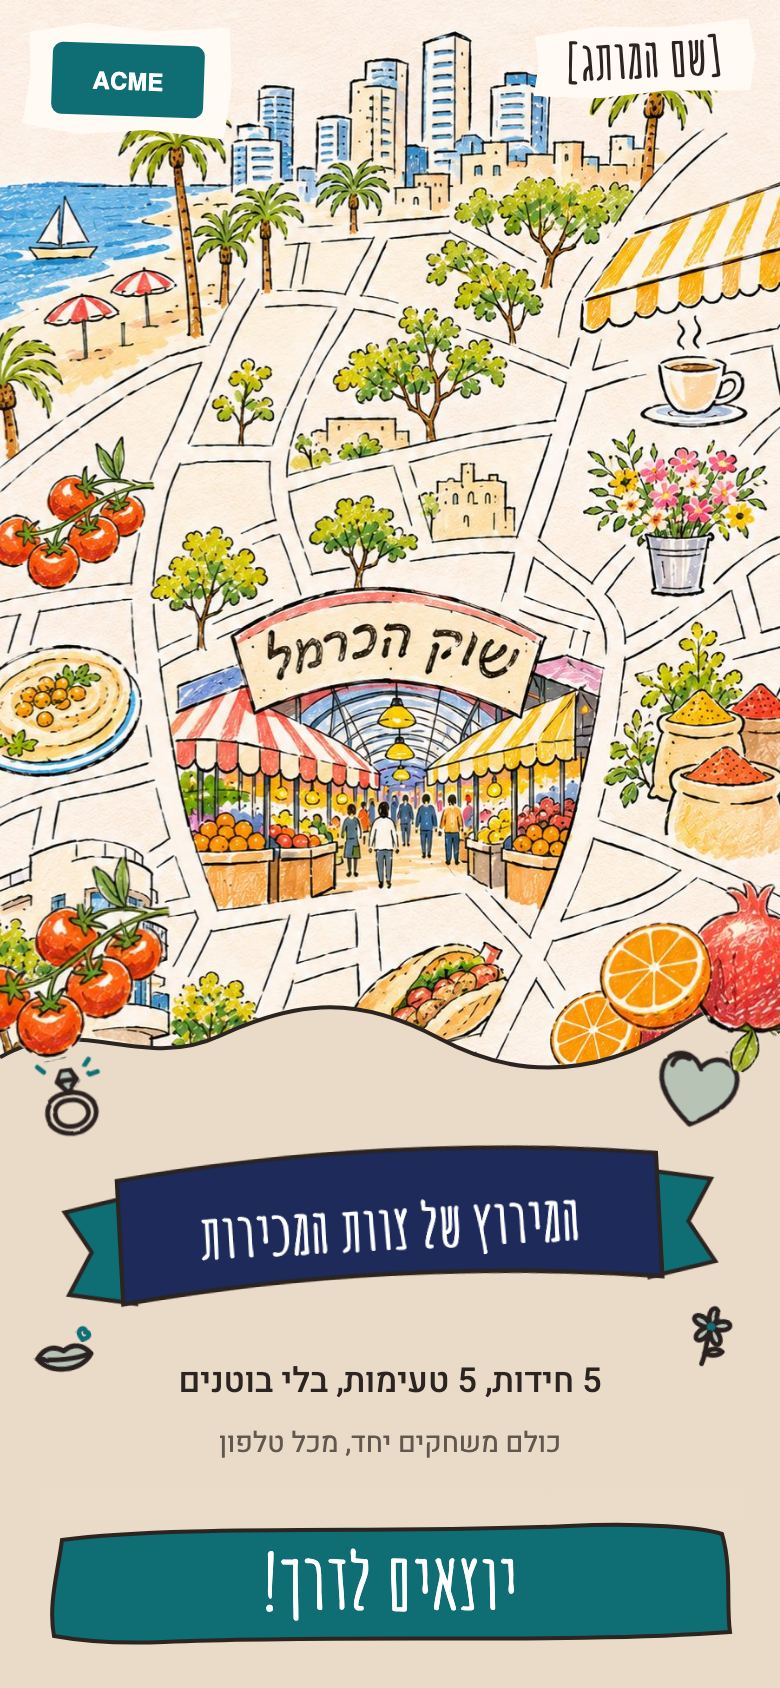 [שם המותג]
ACME
שוק הכרמל
המירוץ של צוות המכירות
5 חידות, 5 טעימות, בלי בוטנים
כולם משחקים יחד, מכל טלפון
יוצאים לדרך!